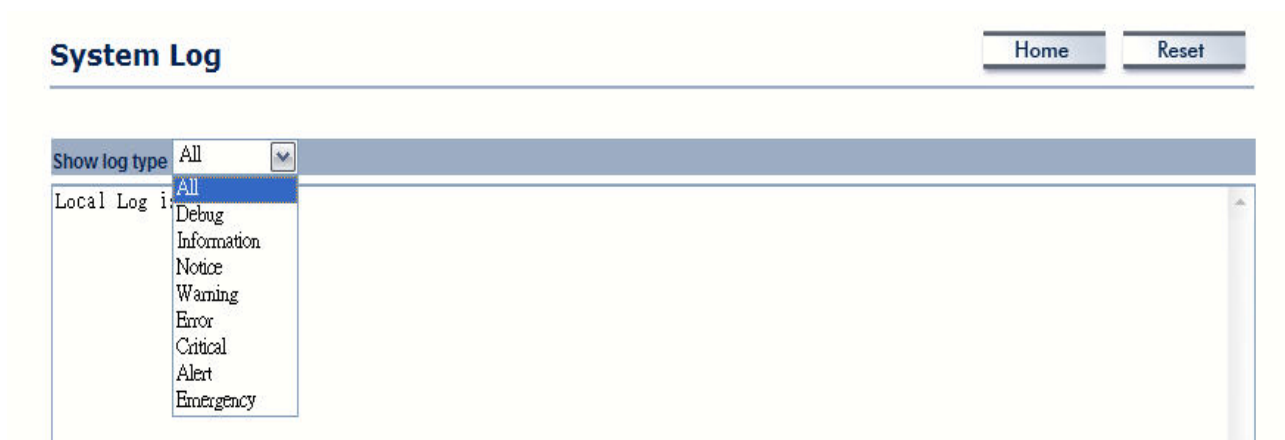 System Log
Home
Reset
Show log type
All
All
Local Log
Debug
Information
Notice
Warning
Error
Critical
Alert
Emergency